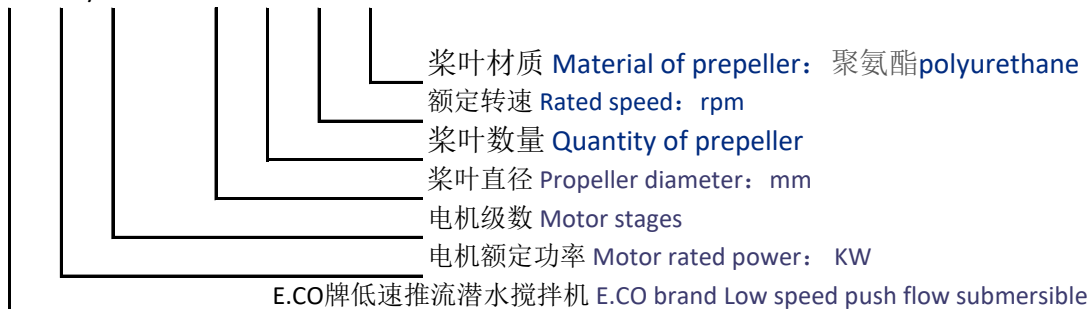 桨叶材质 Material of prepeller： 聚氨酯polyurethane
额定转速 Rated speed：rpm
桨叶数量 Quantity of prepeller
桨叶直径 Propeller diameter：mm
电机级数 Motor stages
电机额定功率 Motor rated power： KW
E.CO牌低速推流潜水搅拌机 E.CO brand Low speed push flow submersible